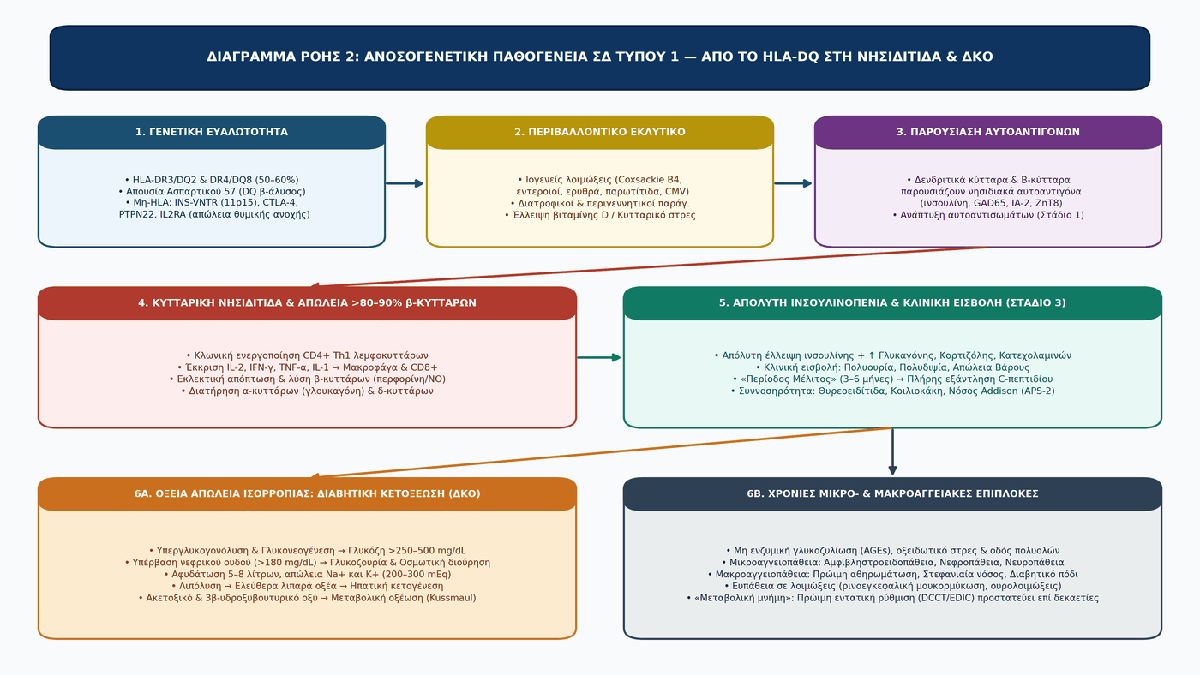 ΔΙΑΓΡΑΜΜΑ ΡΟΗΣ 2: ΑΝΟΣΟΓΕΝΕΤΙΚΗ ΠΑΘΟΓΕΝΕΙΑ ΣΔ ΤΥΠΟΥ 1 — ΑΠΟ ΤΟ HLA-DQ ΣΤΗ ΝΗΣΙΔΙΤΙΔΑ & ΔΚΟ
1. ΓΕΝΕΤΙΚΗ ΕΥΑΛΩΤΟΤΗΤΑ
• HLA-DR3/DQ2 & DR4/DQ8 (50–60%)
• Απουσία Ασπαρτικού 57 (DQ β-άλυσος)
• Μη-HLA: INS-VNTR (11p15), CTLA-4,
PTPN22, IL2RA (απώλεια θυμικής ανοχής)
2. ΠΕΡΙΒΑΛΛΟΝΤΙΚΟ ΕΚΛΥΤΙΚΟ
• Ιογενείς λοιμώξεις (Coxsackie B4,
εντεροιοί, ερυθρά, παρωτίτιδα, CMV)
• Διατροφικοί & περιγεννητικοί παράγ.
• Έλλειψη βιταμίνης D / Κυτταρικό στρες
3. ΠΑΡΟΥΣΙΑΣΗ ΑΥΤΟΑΝΤΙΓΟΝΩΝ
• Δενδριτικά κύτταρα & Β-κύτταρα
παρουσιάζουν νησιδιακά αυτοαντιγόνα
(ινσουλίνη, GAD65, IA-2, ZnT8)
• Ανάπτυξη αυτοαντισωμάτων (Στάδιο 1)
4. ΚΥΤΤΑΡΙΚΗ ΝΗΣΙΔΙΤΙΔΑ & ΑΠΩΛΕΙΑ >80–90% β-ΚΥΤΤΑΡΩΝ
• Κλωνική ενεργοποίηση CD4+ Th1 λεμφοκυττάρων
• Έκκριση IL-2, IFN-γ, TNF-α, IL-1 → Μακροφάγα & CD8+
• Εκλεκτική απόπτωση & λύση β-κυττάρων (περφορίνη/NO)
• Διατήρηση α-κυττάρων (γλουκαγόνη) & δ-κυττάρων
5. ΑΠΟΛΥΤΗ ΙΝΣΟΥΛΙΝΟΠΕΝΙΑ & ΚΛΙΝΙΚΗ ΕΙΣΒΟΛΗ (ΣΤΑΔΙΟ 3)
• Απόλυτη έλλειψη ινσουλίνης + ↑ Γλυκαγόνης, Κορτιζόλης, Κατεχολαμινών
• Κλινική εισβολή: Πολυουρία, Πολυδιψία, Απώλεια Βάρους
• «Περίοδος Μέλιτος» (3–6 μήνες) → Πλήρης εξάντληση C-πεπτιδίου
• Συννοσηρότητα: Θυρεοειδίτιδα, Κοιλιοκάκη, Νόσος Addison (APS-2)
6Α. ΟΞΕΙΑ ΑΠΩΛΕΙΑ ΙΣΟΡΡΟΠΙΑΣ: ΔΙΑΒΗΤΙΚΗ ΚΕΤΟΞΕΩΣΗ (ΔΚΟ)
• Υπεργλυκογονόλυση & Γλυκονεογένεση → Γλυκόζη >250–500 mg/dL
• Υπέρβαση νεφρικού ουδού (>180 mg/dL) → Γλυκοζουρία & Οσμωτική διούρηση
• Αφυδάτωση 5–8 λίτρων, απώλεια Na+ και K+ (200–300 mEq)
• Λιπόλυση → Ελεύθερα λιπαρά οξέα → Ηπατική κετογένεση
• Ακετοξικό & 3β-υδροξυβουτυρικό οξύ → Μεταβολική οξέωση (Kussmaul)
6Β. ΧΡΟΝΙΕΣ ΜΙΚΡΟ- & ΜΑΚΡΟΑΓΓΕΙΑΚΕΣ ΕΠΙΠΛΟΚΕΣ
• Μη ενζυμική γλυκοζυλίωση (AGEs), οξειδωτικό στρες & οδός πολυολών
• Μικροαγγειοπάθεια: Αμφιβληστροειδοπάθεια, Νεφροπάθεια, Νευροπάθεια
• Μακροαγγειοπάθεια: Πρώιμη αθηρωμάτωση, Στεφανιαία νόσος, Διαβητικό πόδι
• Ευπάθεια σε λοιμώξεις (ρινοεγκεφαλική μουκορμύκωση, ουρολοιμώξεις)
• «Μεταβολική μνήμη»: Πρώιμη εντατική ρύθμιση (DCCT/EDIC) προστατεύει επί δεκαετίες